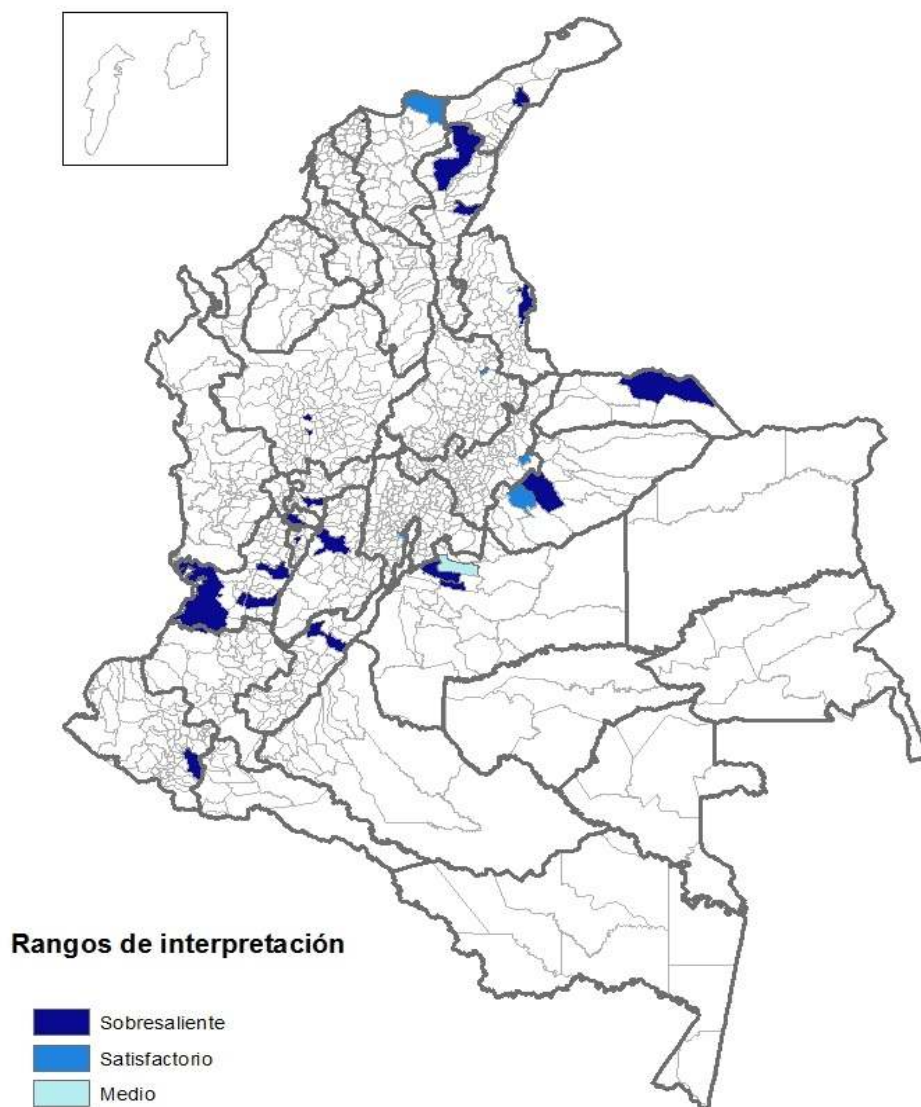 Rangos de interpretación
Sobresaliente
Satisfactorio
Medio